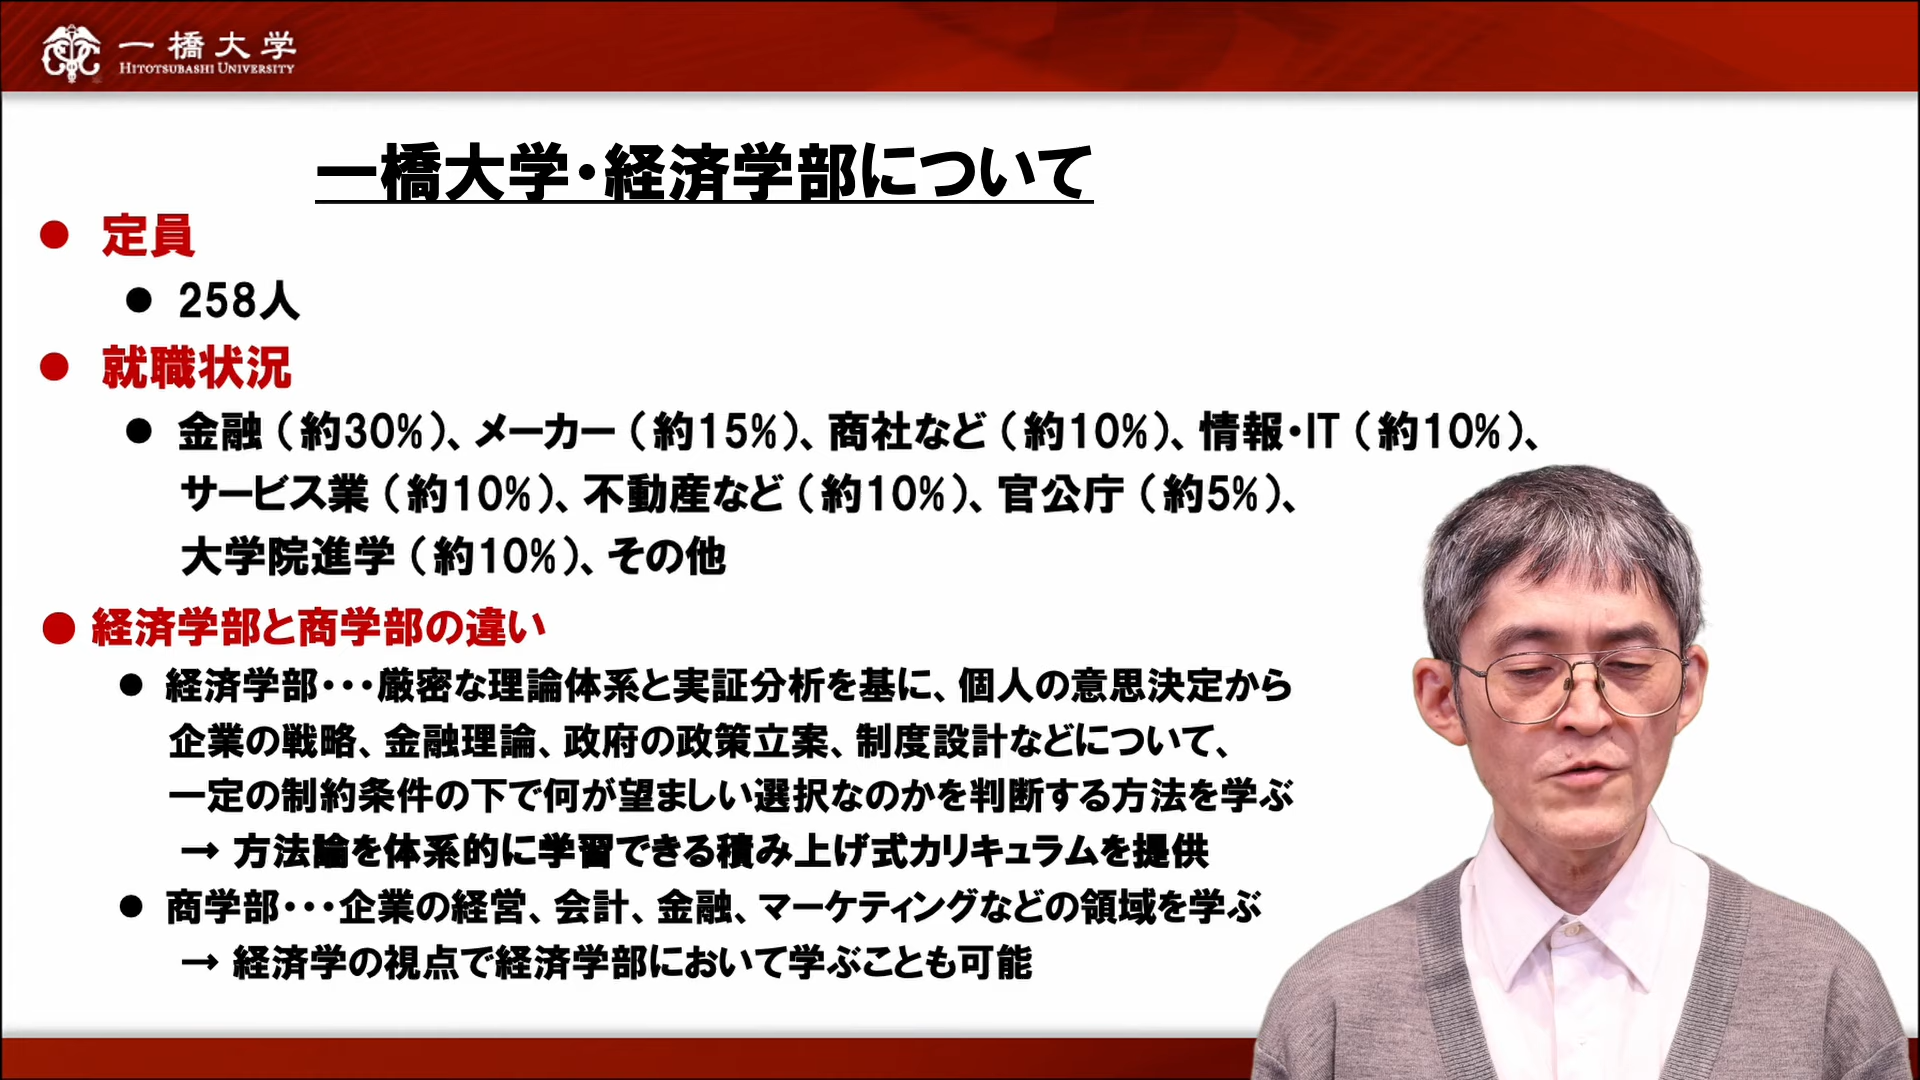 一橋大学
HITOTSUBASHI UNIVERSITY
一橋大学・経済学部について
● 定員
● 258人
● 就職状況
● 金融（約30%）、メーカー（約15%）、商社など（約10%）、情報・IT（約10%）、
サービス業（約10%）、不動産など（約10%）、官公庁（約5%）、
大学院進学（約10%）、その他
● 経済学部と商学部の違い
● 経済学部・・・厳密な理論体系と実証分析を基に、個人の意思決定から
企業の戦略、金融理論、政府の政策立案、制度設計などについて、
一定の制約条件の下で何が望ましい選択なのかを判断する方法を学ぶ
→ 方法論を体系的に学習できる積み上げ式カリキュラムを提供
● 商学部・・・企業の経営、会計、金融、マーケティングなどの領域を学ぶ
→ 経済学の視点で経済学部において学ぶことも可能